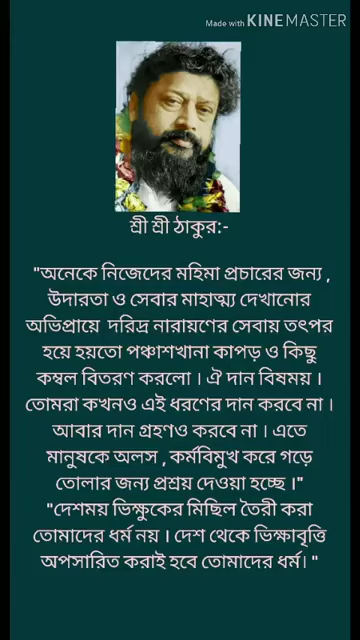 Made with KINEMASTER
শ্রী শ্রী ঠাকুর:-
"অনেকে নিজেদের মহিমা প্রচারের জন্য ,
উদারতা ও সেবার মাহাত্ম্য দেখানোর
অভিপ্রায়ে দরিদ্র নারায়ণের সেবায় তৎপর
হয়ে হয়তো পঞ্চাশখানা কাপড় ও কিছু
কম্বল বিতরণ করলো । ঐ দান বিষময় ।
তোমরা কখনও এই ধরণের দান করবে না ।
আবার দান গ্রহণও করবে না । এতে
মানুষকে অলস , কর্মবিমুখ করে গড়ে
তোলার জন্য প্রশ্রয় দেওয়া হচ্ছে ।"
"দেশময় ভিক্ষুকের মিছিল তৈরী করা
তোমাদের ধর্ম নয় । দেশ থেকে ভিক্ষাবৃত্তি
অপসারিত করাই হবে তোমাদের ধর্ম। "